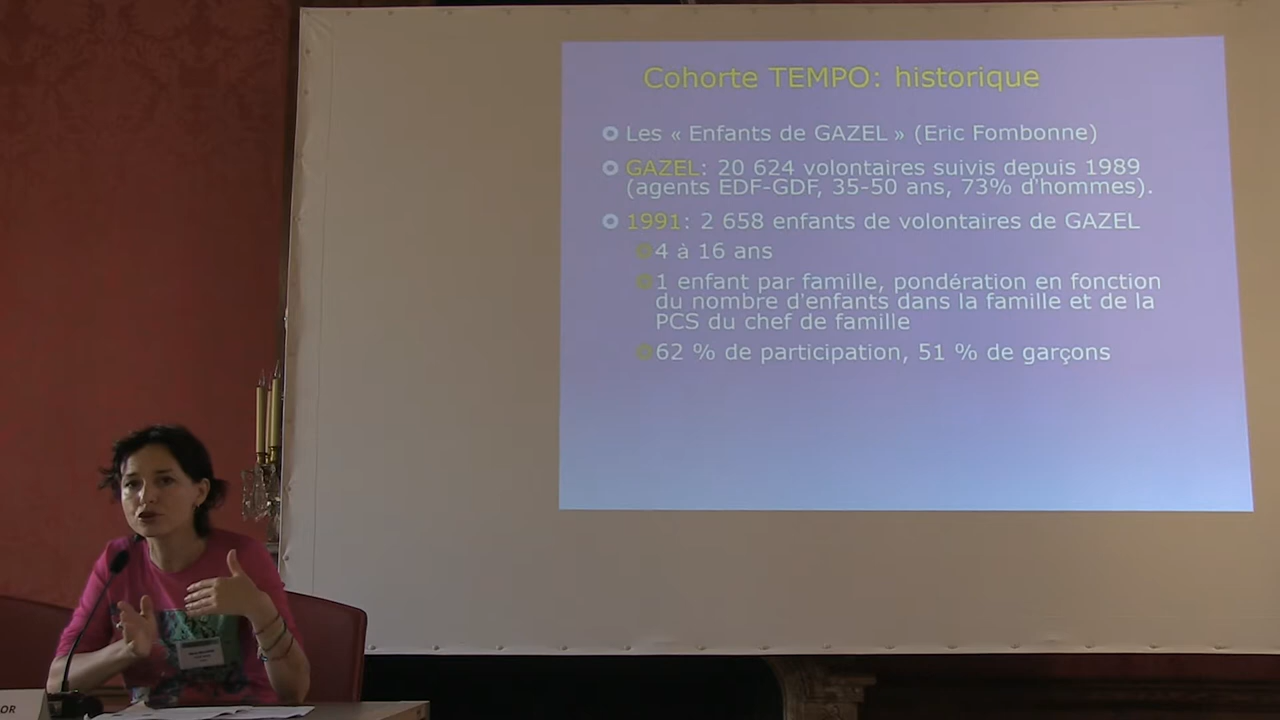 Cohorte TEMPO: historique
Les « Enfants de GAZEL » (Eric Fombonne)
GAZEL: 20 624 volontaires suivis depuis 1989
(agents EDF-GDF, 35-50 ans, 73% d'hommes).
1991: 2 658 enfants de volontaires de GAZEL
4 à 16 ans
1 enfant par famille, pondération en fonction
du nombre d'enfants dans la famille et de la
PCS du chef de famille
62 % de participation, 51 % de garçons
OR